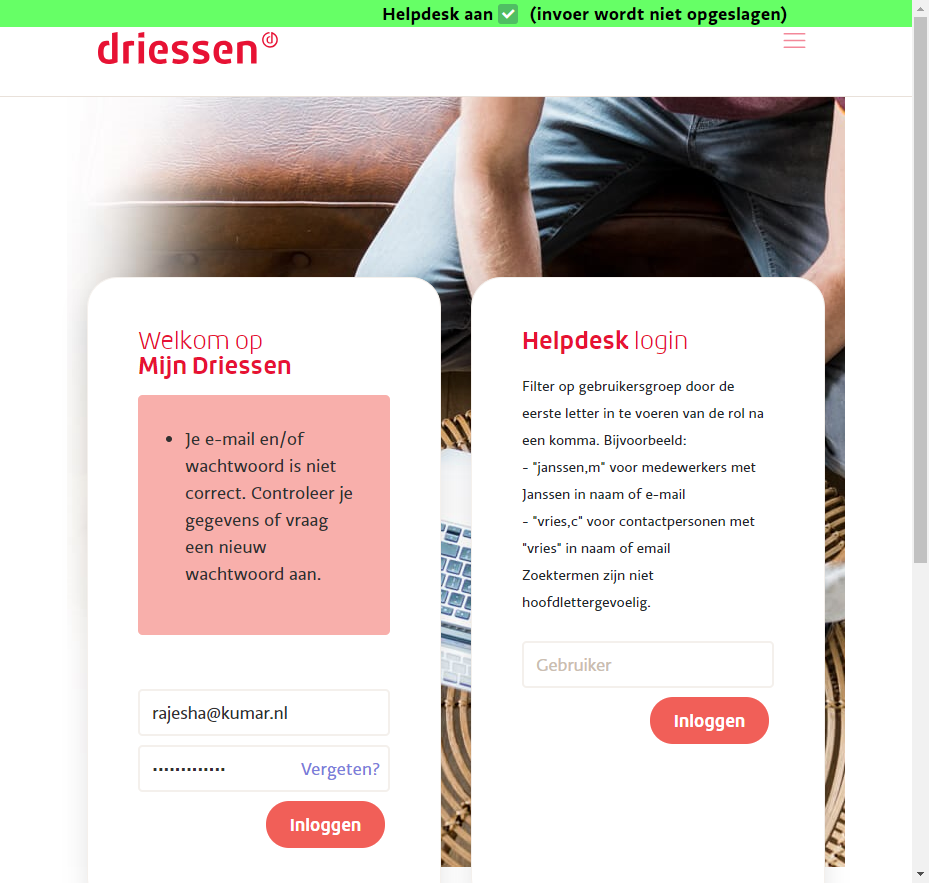 Helpdesk aan (invoer wordt niet opgeslagen)
driessen
Welkom op
Mijn Driessen
Je e-mail en/of
wachtwoord is niet
correct. Controleer je
gegevens of vraag
een nieuw
wachtwoord aan.
rajesha@kumar.nl
Vergeten?
Inloggen
Helpdesk login
Filter op gebruikersgroep door de
eerste letter in te voeren van de rol na
een komma. Bijvoorbeeld:
- "janssen,m" voor medewerkers met
Janssen in naam of e-mail
- "vries,c" voor contactpersonen met
"vries" in naam of email
Zoektermen zijn niet
hoofdlettergevoelig.
Gebruiker
Inloggen